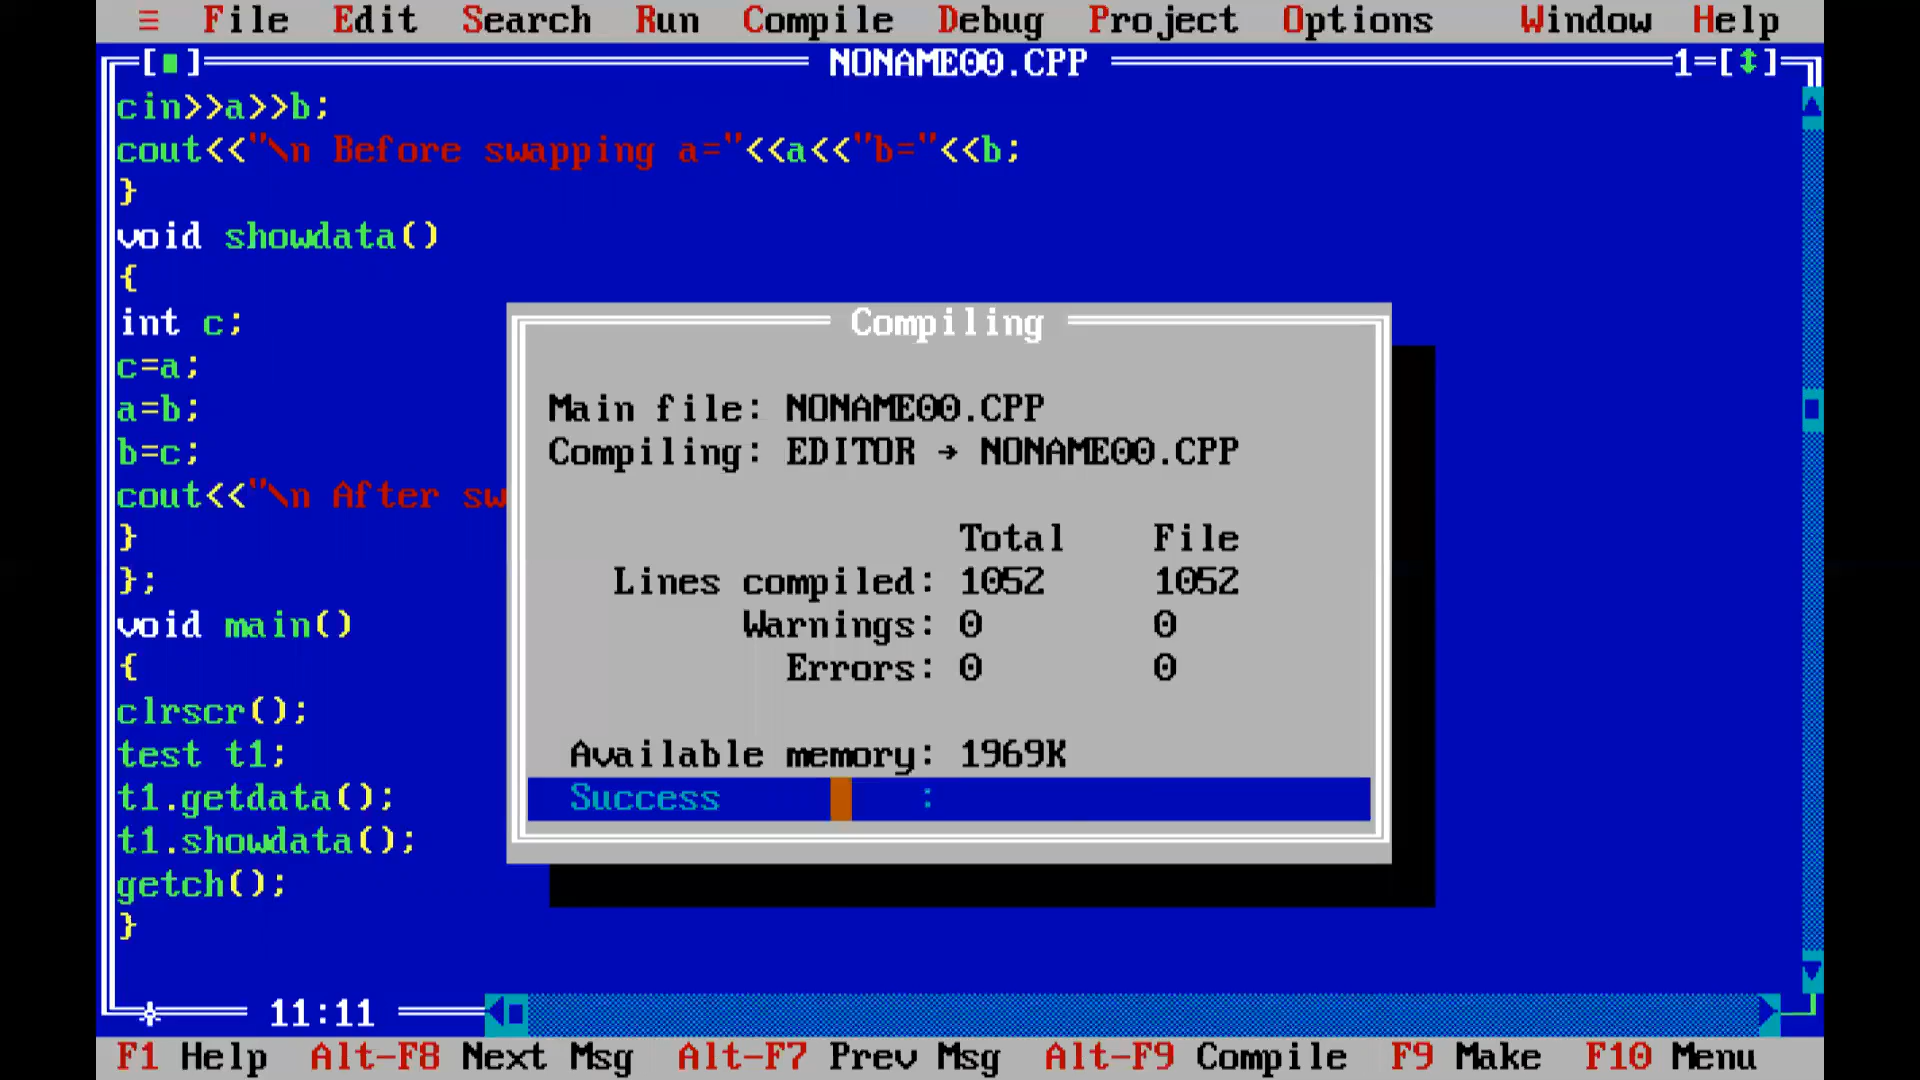 ≡ File Edit Search Run Compile Debug Project Options Window Help
[■] NONAME00.CPP 1=[↕]
cin>>a>>b;
cout<<"\n Before swapping a="<<a<<"b="<<b;
}
void showdata()
{
int c;
c=a;
a=b;
b=c;
cout<<"\n After sw
}
};
void main()
{
clrscr();
test t1;
t1.getdata();
t1.showdata();
getch();
}
Compiling
Main file: NONAME00.CPP
Compiling: EDITOR → NONAME00.CPP
Total File
Lines compiled: 1052 1052
Warnings: 0 0
Errors: 0 0
Available memory: 1969K
Success :
11:11
F1 Help Alt-F8 Next Msg Alt-F7 Prev Msg Alt-F9 Compile F9 Make F10 Menu